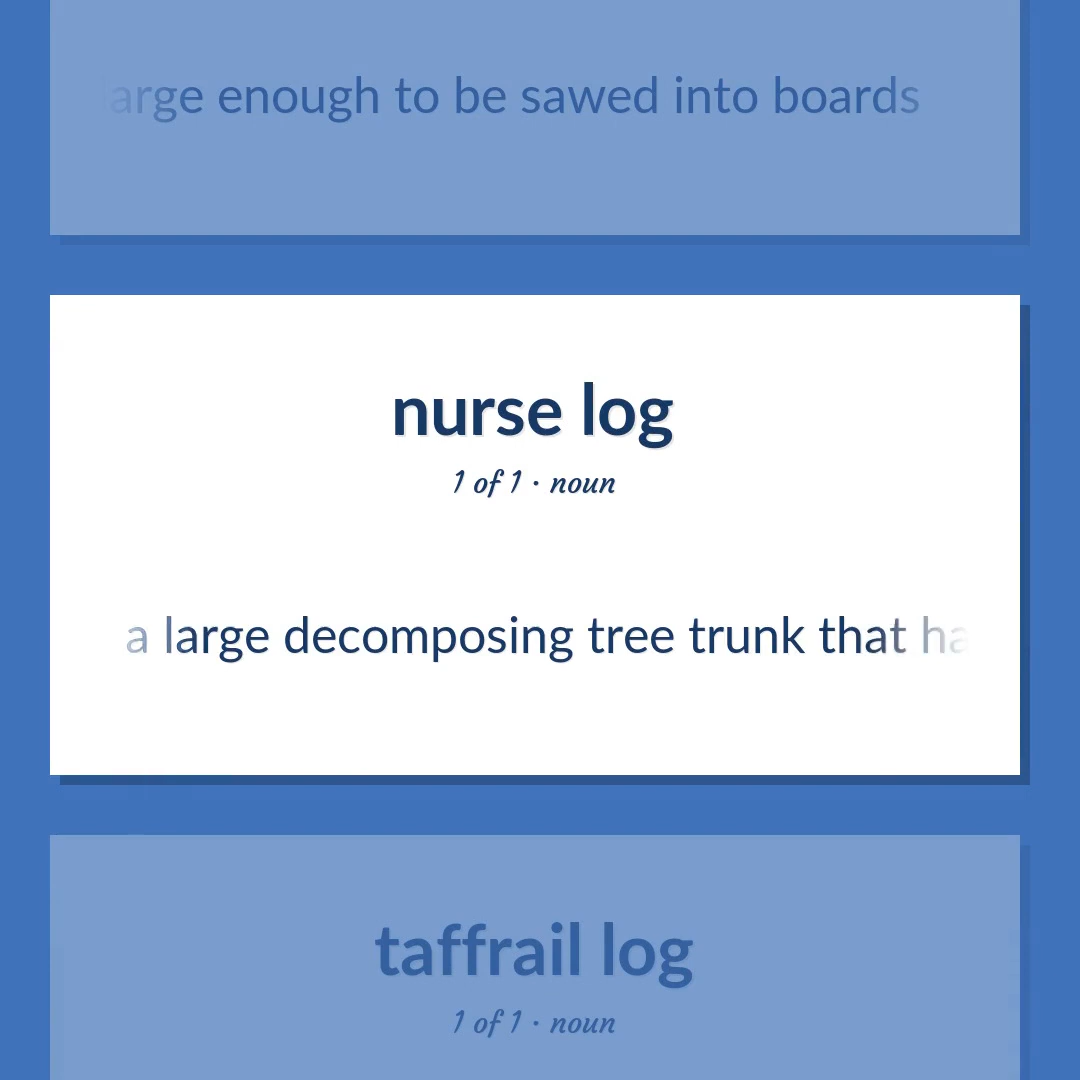 large enough to be sawed into boards
nurse log
1 of 1 · noun
a large decomposing tree trunk that
taffrail log
1 of 1 · noun